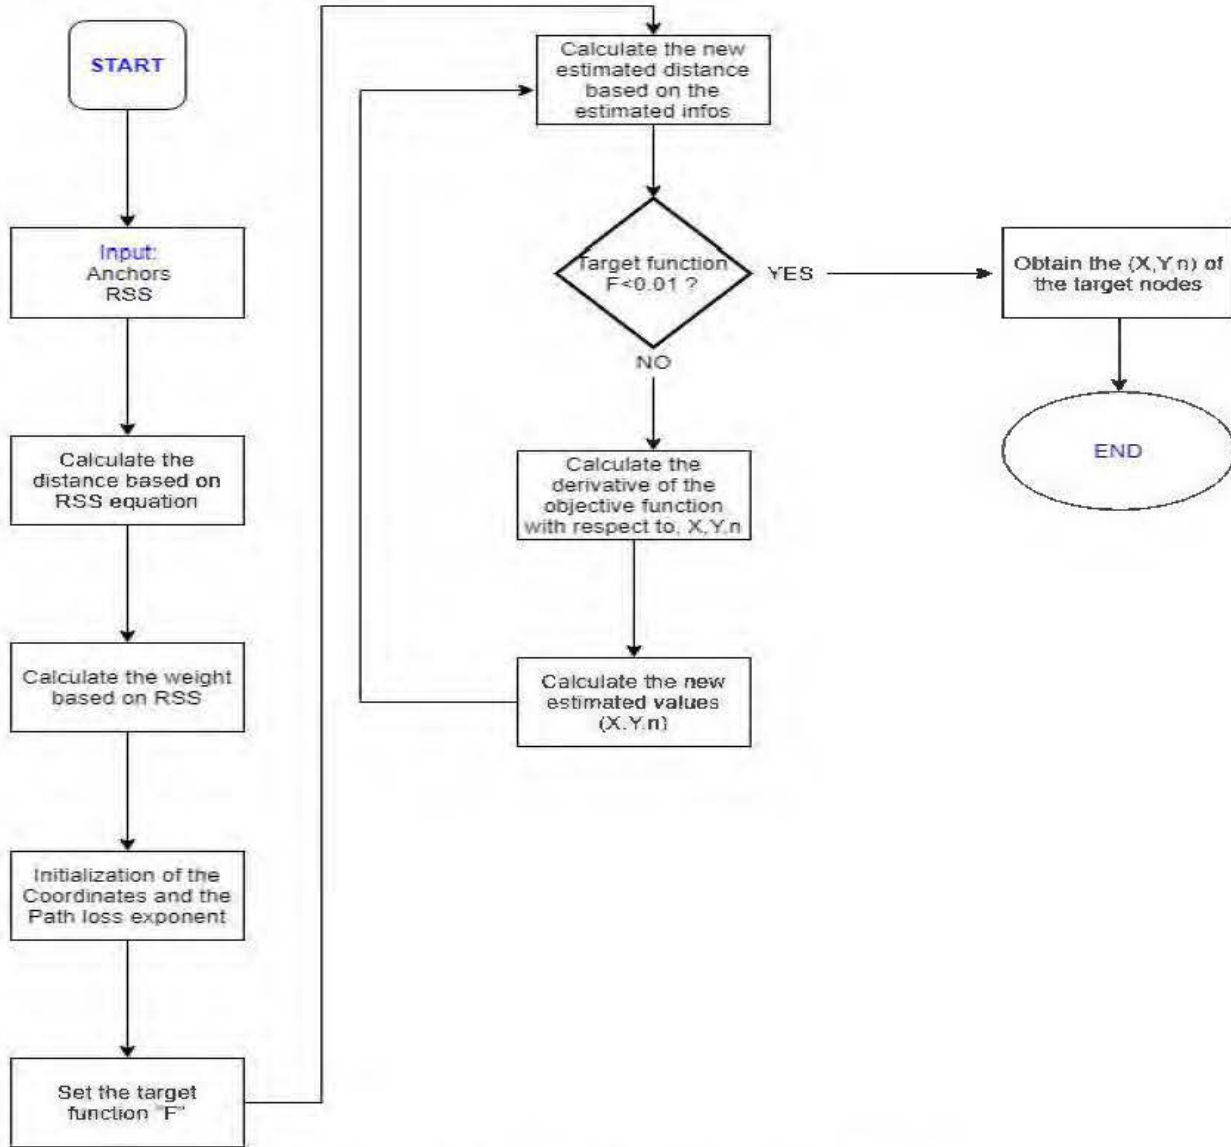 START
Input:
Anchors
RSS
Calculate the
distance based on
RSS equation
Calculate the weight
based on RSS
Initialization of the
Coordinates and the
Path loss exponent
Set the target
function "F"
Calculate the new
estimated distance
based on the
estimated infos
Target function
F<0.01 ?
YES
NO
Calculate the
derivative of the
objective function
with respect to, X,Y,n
Calculate the new
estimated values
(X.Y.n)
Obtain the (X,Y,n) of
the target nodes
END